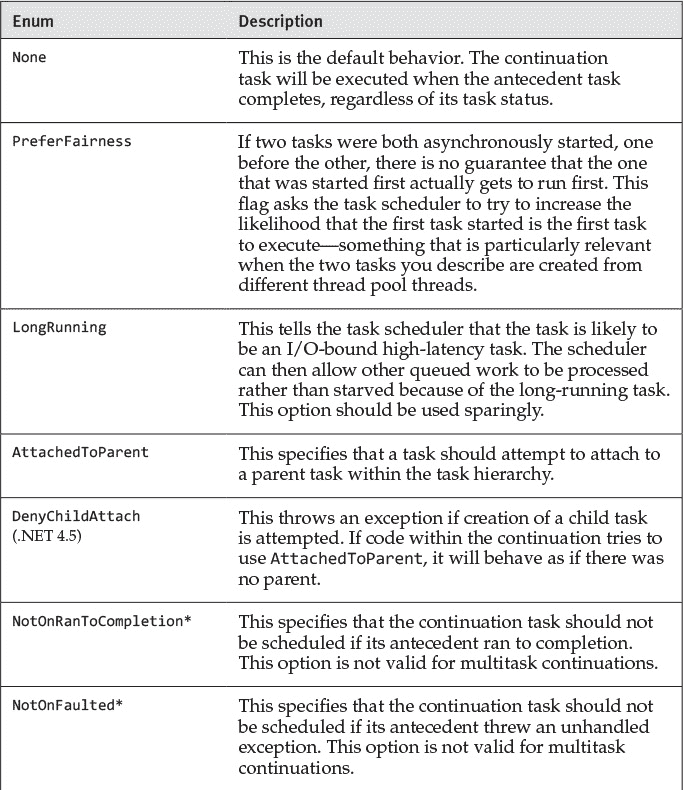 Enum Description
None This is the default behavior. The continuation
task will be executed when the antecedent task
completes, regardless of its task status.
PreferFairness If two tasks were both asynchronously started, one
before the other, there is no guarantee that the one
that was started first actually gets to run first. This
flag asks the task scheduler to try to increase the
likelihood that the first task started is the first task
to execute—something that is particularly relevant
when the two tasks you describe are created from
different thread pool threads.
LongRunning This tells the task scheduler that the task is likely to
be an I/O-bound high-latency task. The scheduler
can then allow other queued work to be processed
rather than starved because of the long-running task.
This option should be used sparingly.
AttachedToParent This specifies that a task should attempt to attach to
a parent task within the task hierarchy.
DenyChildAttach This throws an exception if creation of a child task
(.NET 4.5) is attempted. If code within the continuation tries to
use AttachedToParent, it will behave as if there was
no parent.
NotOnRanToCompletion* This specifies that the continuation task should not
be scheduled if its antecedent ran to completion.
This option is not valid for multitask continuations.
NotOnFaulted* This specifies that the continuation task should not
be scheduled if its antecedent threw an unhandled
exception. This option is not valid for multitask
continuations.